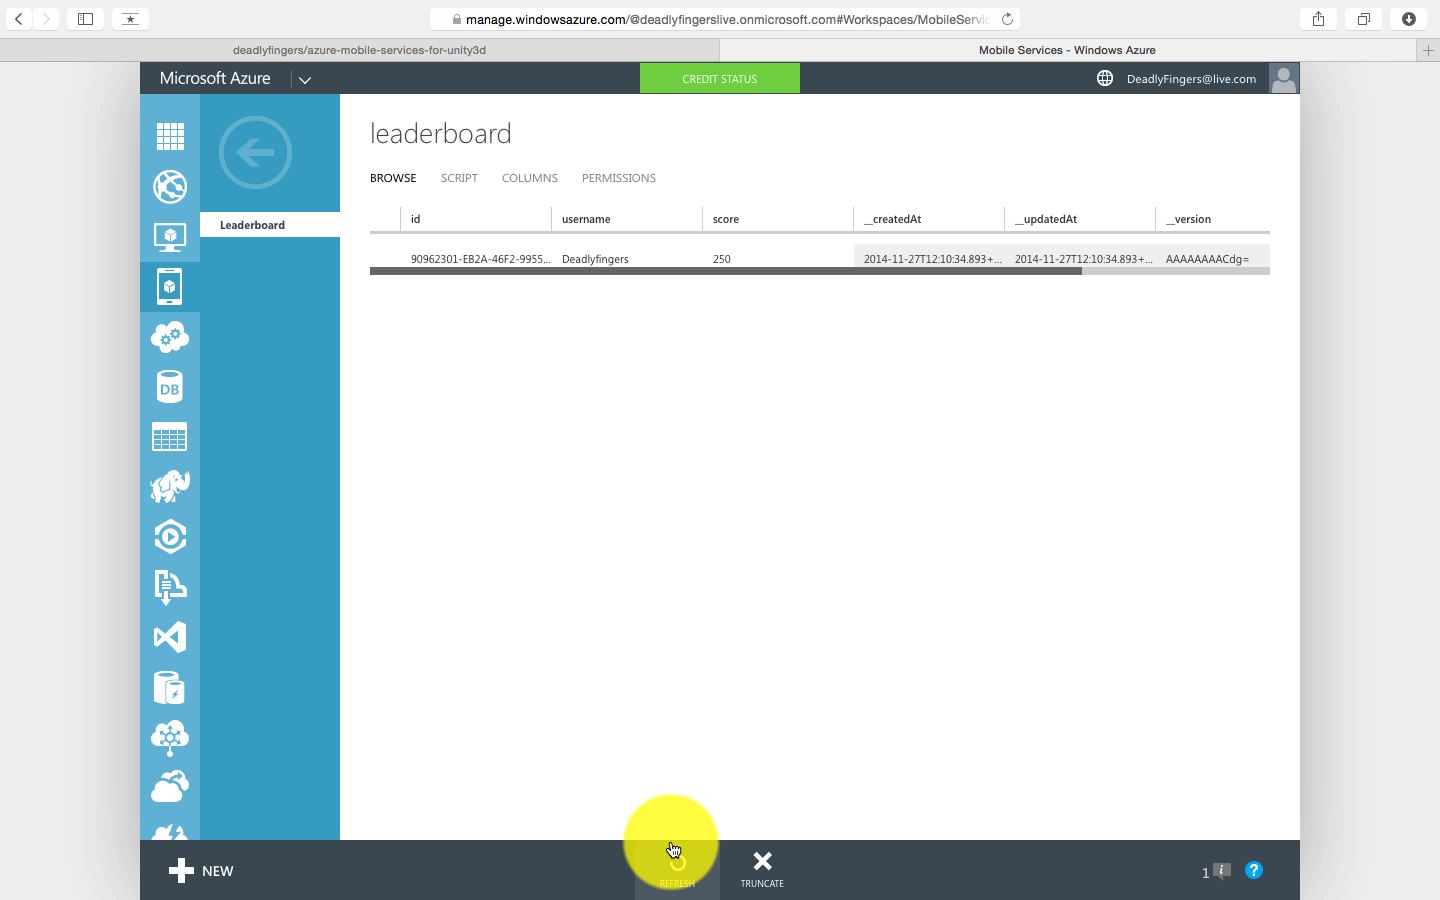 manage.windowsazure.com/@deadlyfingerslive.onmicrosoft.com#Workspaces/MobileServic
deadlyfingers/azure-mobile-services-for-unity3d
Mobile Services - Windows Azure
Microsoft Azure
CREDIT STATUS
DeadlyFingers@live.com
leaderboard
BROWSE SCRIPT COLUMNS PERMISSIONS
Leaderboard
id username score __createdAt __updatedAt __version
90962301-EB2A-46F2-9955... Deadlyfingers 250 2014-11-27T12:10:34.893+... 2014-11-27T12:10:34.893+... AAAAAAAACdg=
DB
NEW
REFRESH
TRUNCATE
1
?